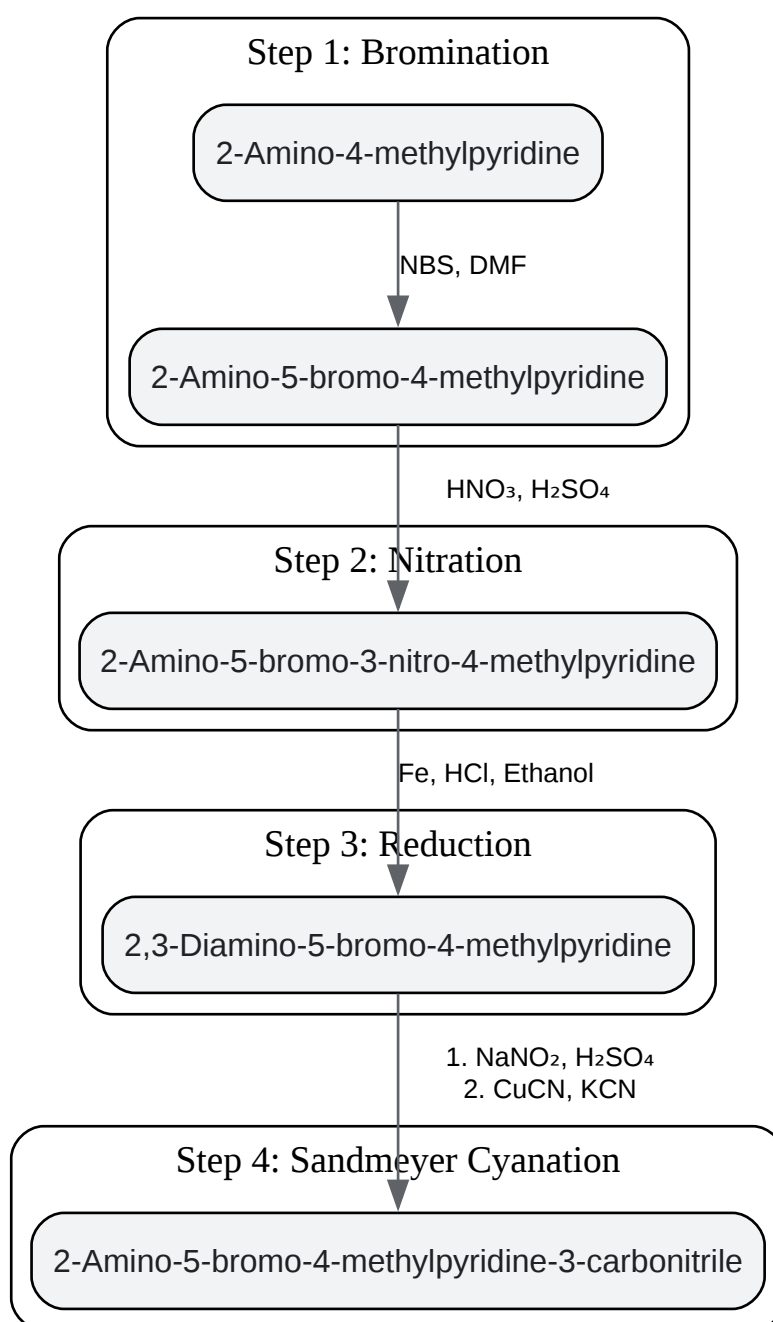 Step 1: Bromination
2-Amino-4-methylpyridine
NBS, DMF
2-Amino-5-bromo-4-methylpyridine
HNO₃, H₂SO₄
Step 2: Nitration
2-Amino-5-bromo-3-nitro-4-methylpyridine
Fe, HCl, Ethanol
Step 3: Reduction
2,3-Diamino-5-bromo-4-methylpyridine
1. NaNO₂, H₂SO₄
2. CuCN, KCN
Step 4: Sandmeyer Cyanation
2-Amino-5-bromo-4-methylpyridine-3-carbonitrile